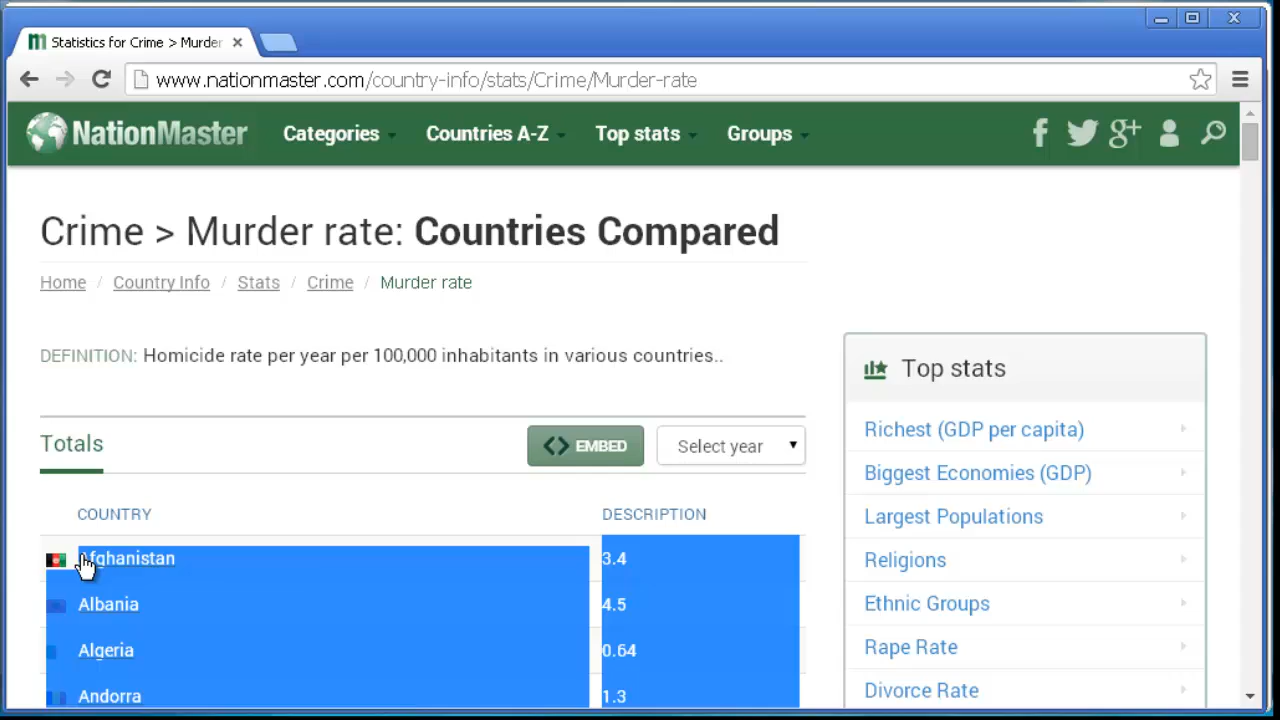 Statistics for Crime > Murder
www.nationmaster.com/country-info/stats/Crime/Murder-rate
NationMaster Categories Countries A-Z Top stats Groups
Crime > Murder rate: Countries Compared
Home / Country Info / Stats / Crime / Murder rate
DEFINITION: Homicide rate per year per 100,000 inhabitants in various countries..
Totals
EMBED
Select year
COUNTRY DESCRIPTION
Afghanistan 3.4
Albania 4.5
Algeria 0.64
Andorra 1.3
Top stats
Richest (GDP per capita)
Biggest Economies (GDP)
Largest Populations
Religions
Ethnic Groups
Rape Rate
Divorce Rate